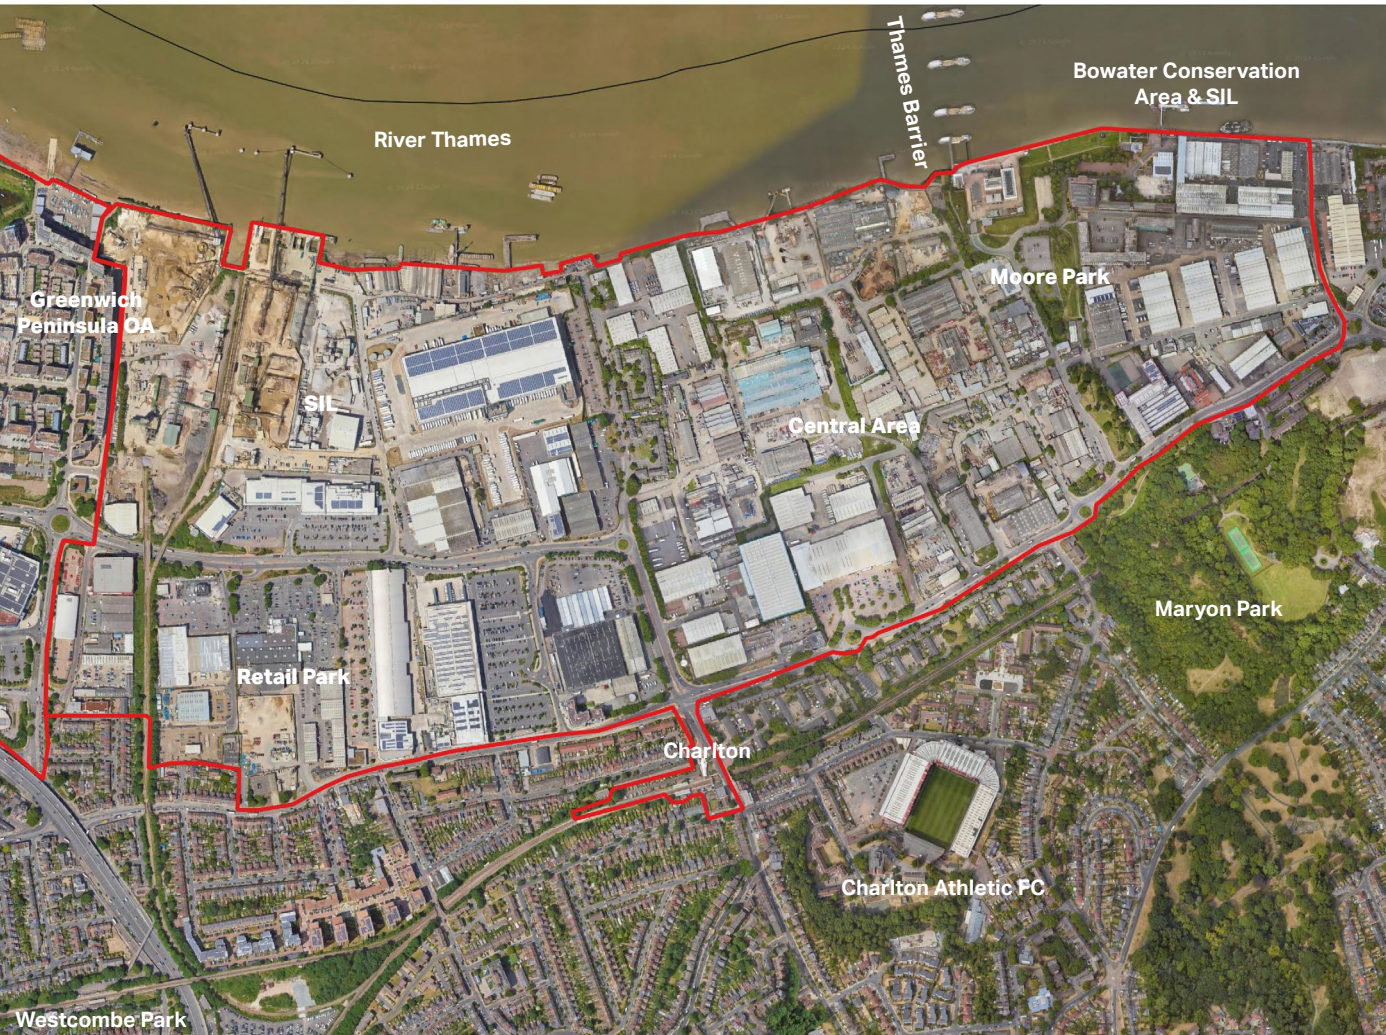 River Thames
Thames Barrier
Bowater Conservation
Area & SIL
Greenwich
Peninsula OA
Moore Park
SIL
Central Area
Maryon Park
Retail Park
Charlton
Charlton Athletic FC
Westcombe Park